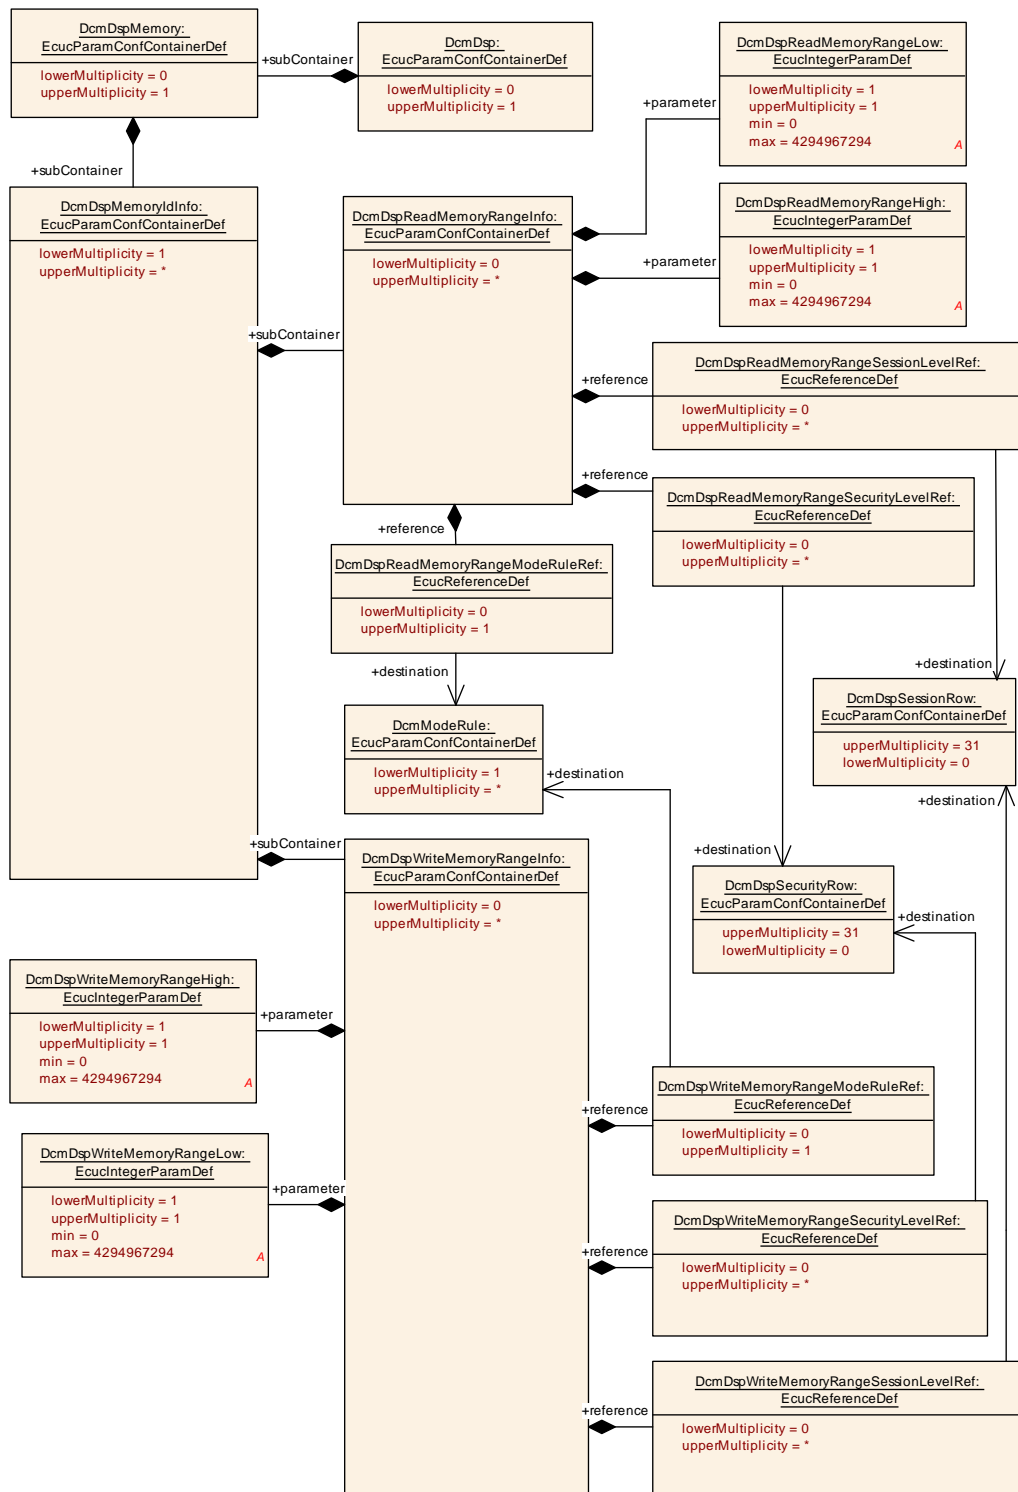 DcmDspMemory:
EcucParamConfContainerDef
lowerMultiplicity = 0
upperMultiplicity = 1
+subContainer
DcmDsp:
EcucParamConfContainerDef
lowerMultiplicity = 0
upperMultiplicity = 1
DcmDspReadMemoryRangeLow:
EcucIntegerParamDef
lowerMultiplicity = 1
upperMultiplicity = 1
min = 0
max = 4294967294
A
+parameter
+subContainer
DcmDspMemoryIdInfo:
EcucParamConfContainerDef
lowerMultiplicity = 1
upperMultiplicity = *
DcmDspReadMemoryRangeInfo:
EcucParamConfContainerDef
lowerMultiplicity = 0
upperMultiplicity = *
DcmDspReadMemoryRangeHigh:
EcucIntegerParamDef
lowerMultiplicity = 1
upperMultiplicity = 1
min = 0
max = 4294967294
A
+parameter
+subContainer
+reference
DcmDspReadMemoryRangeSessionLevelRef:
EcucReferenceDef
lowerMultiplicity = 0
upperMultiplicity = *
+reference
DcmDspReadMemoryRangeSecurityLevelRef:
EcucReferenceDef
lowerMultiplicity = 0
upperMultiplicity = *
+reference
DcmDspReadMemoryRangeModeRuleRef:
EcucReferenceDef
lowerMultiplicity = 0
upperMultiplicity = 1
+destination
+destination
DcmDspSessionRow:
EcucParamConfContainerDef
upperMultiplicity = 31
lowerMultiplicity = 0
DcmModeRule:
EcucParamConfContainerDef
lowerMultiplicity = 1
upperMultiplicity = *
+destination
+destination
+subContainer
DcmDspWriteMemoryRangeInfo:
EcucParamConfContainerDef
lowerMultiplicity = 0
upperMultiplicity = *
+destination
DcmDspSecurityRow:
EcucParamConfContainerDef
upperMultiplicity = 31
lowerMultiplicity = 0
+destination
DcmDspWriteMemoryRangeHigh:
EcucIntegerParamDef
lowerMultiplicity = 1
upperMultiplicity = 1
min = 0
max = 4294967294
A
+parameter
DcmDspWriteMemoryRangeModeRuleRef:
EcucReferenceDef
lowerMultiplicity = 0
upperMultiplicity = 1
+reference
DcmDspWriteMemoryRangeLow:
EcucIntegerParamDef
lowerMultiplicity = 1
upperMultiplicity = 1
min = 0
max = 4294967294
A
+parameter
DcmDspWriteMemoryRangeSecurityLevelRef:
EcucReferenceDef
lowerMultiplicity = 0
upperMultiplicity = *
+reference
DcmDspWriteMemoryRangeSessionLevelRef:
EcucReferenceDef
lowerMultiplicity = 0
upperMultiplicity = *
+reference